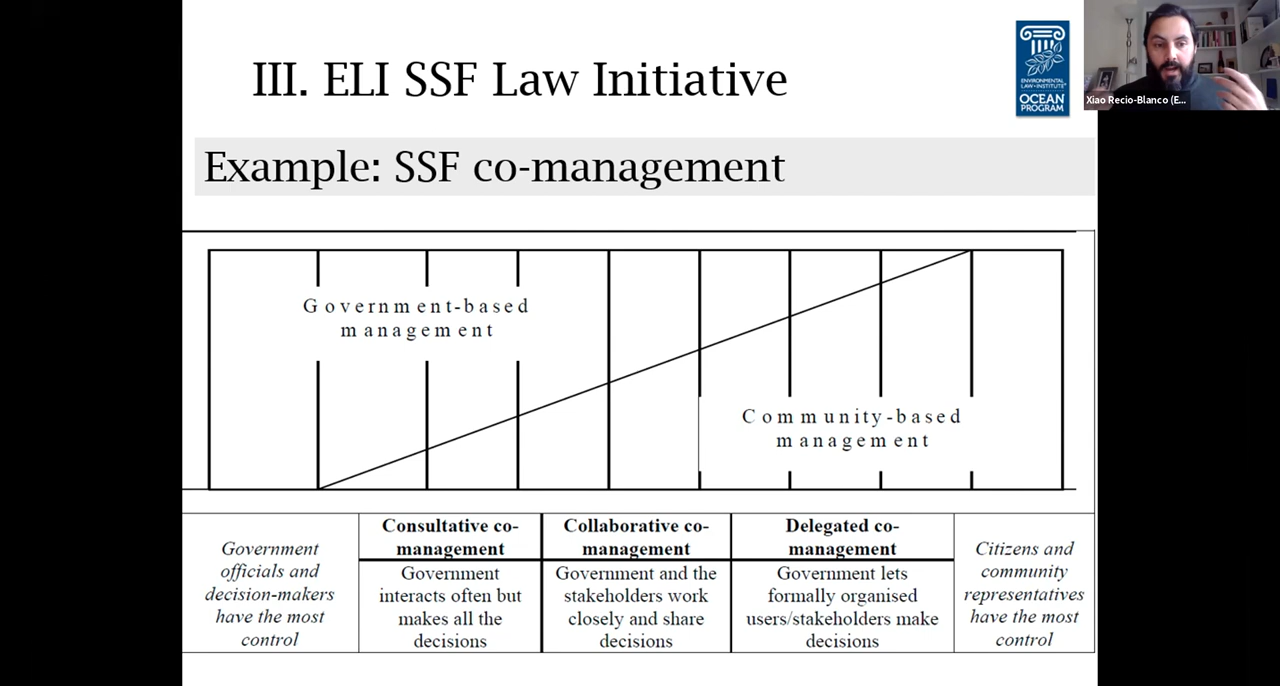 III. ELI SSF Law Initiative
ENVIRONMENTAL
LAW • INSTITUTE
OCEAN
PROGRAM
Xiao Recio-Blanco (E...
Example: SSF co-management
Government-based
management
Community-based
management
Government
officials and
decision-makers
have the most
control
Consultative co-
management
Government
interacts often but
makes all the
decisions
Collaborative co-
management
Government and the
stakeholders work
closely and share
decisions
Delegated co-
management
Government lets
formally organised
users/stakeholders make
decisions
Citizens and
community
representatives
have the most
control